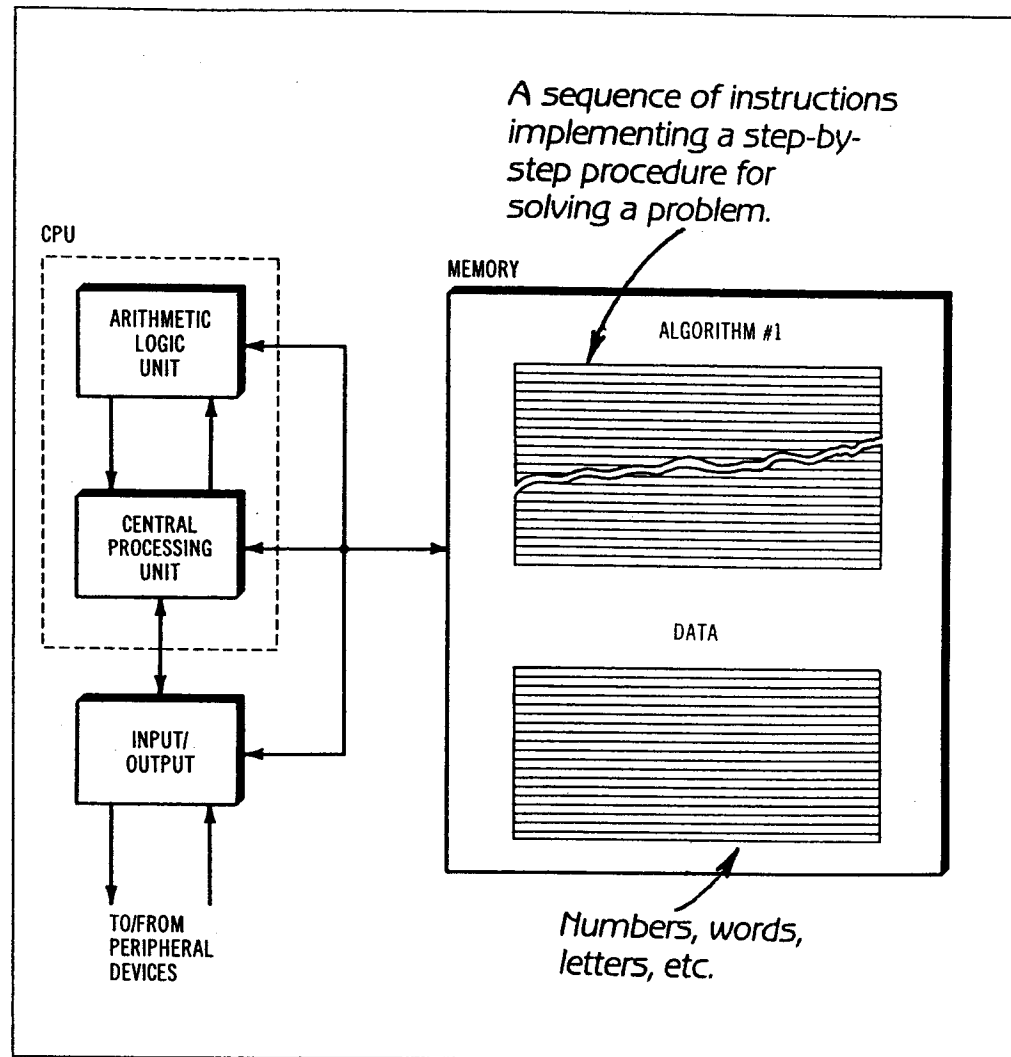 A sequence of instructions
implementing a step-by-
step procedure for
solving a problem.
CPU
MEMORY
ARITHMETIC
LOGIC
UNIT
ALGORITHM #1
CENTRAL
PROCESSING
UNIT
DATA
INPUT/
OUTPUT
TO/FROM
PERIPHERAL
DEVICES
Numbers, words,
letters, etc.